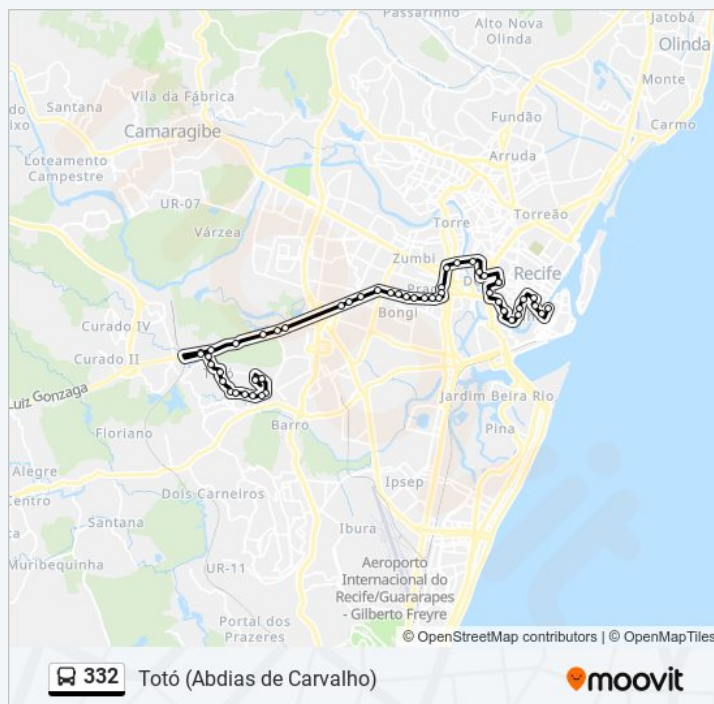 Passarinho
Alto Nova
Olinda
Jatobá
Olinda
Santana
Vila da Fábrica
Monte
Camaragibe
Fundão
Carmo
Loteamento
Campestre
Arruda
UR-07
Várzea
Torre
Torreão
Zumbi
Recife
Prado
Bongi
Curado IV
Curado II
Luiz Gonzaga
Jardim Beira Rio
Barro
Pina
Floriano
Alegre
Centro
Dois Carneiros
Ipsep
Santana
Ibura
Muribequinha
UR-11
Aeroporto
Internacional do
Recife/Guararapes
- Gilberto Freyre
Portal dos
Prazeres
© OpenStreetMap contributors | © OpenMapTiles
332 Totó (Abdias de Carvalho)
moovit